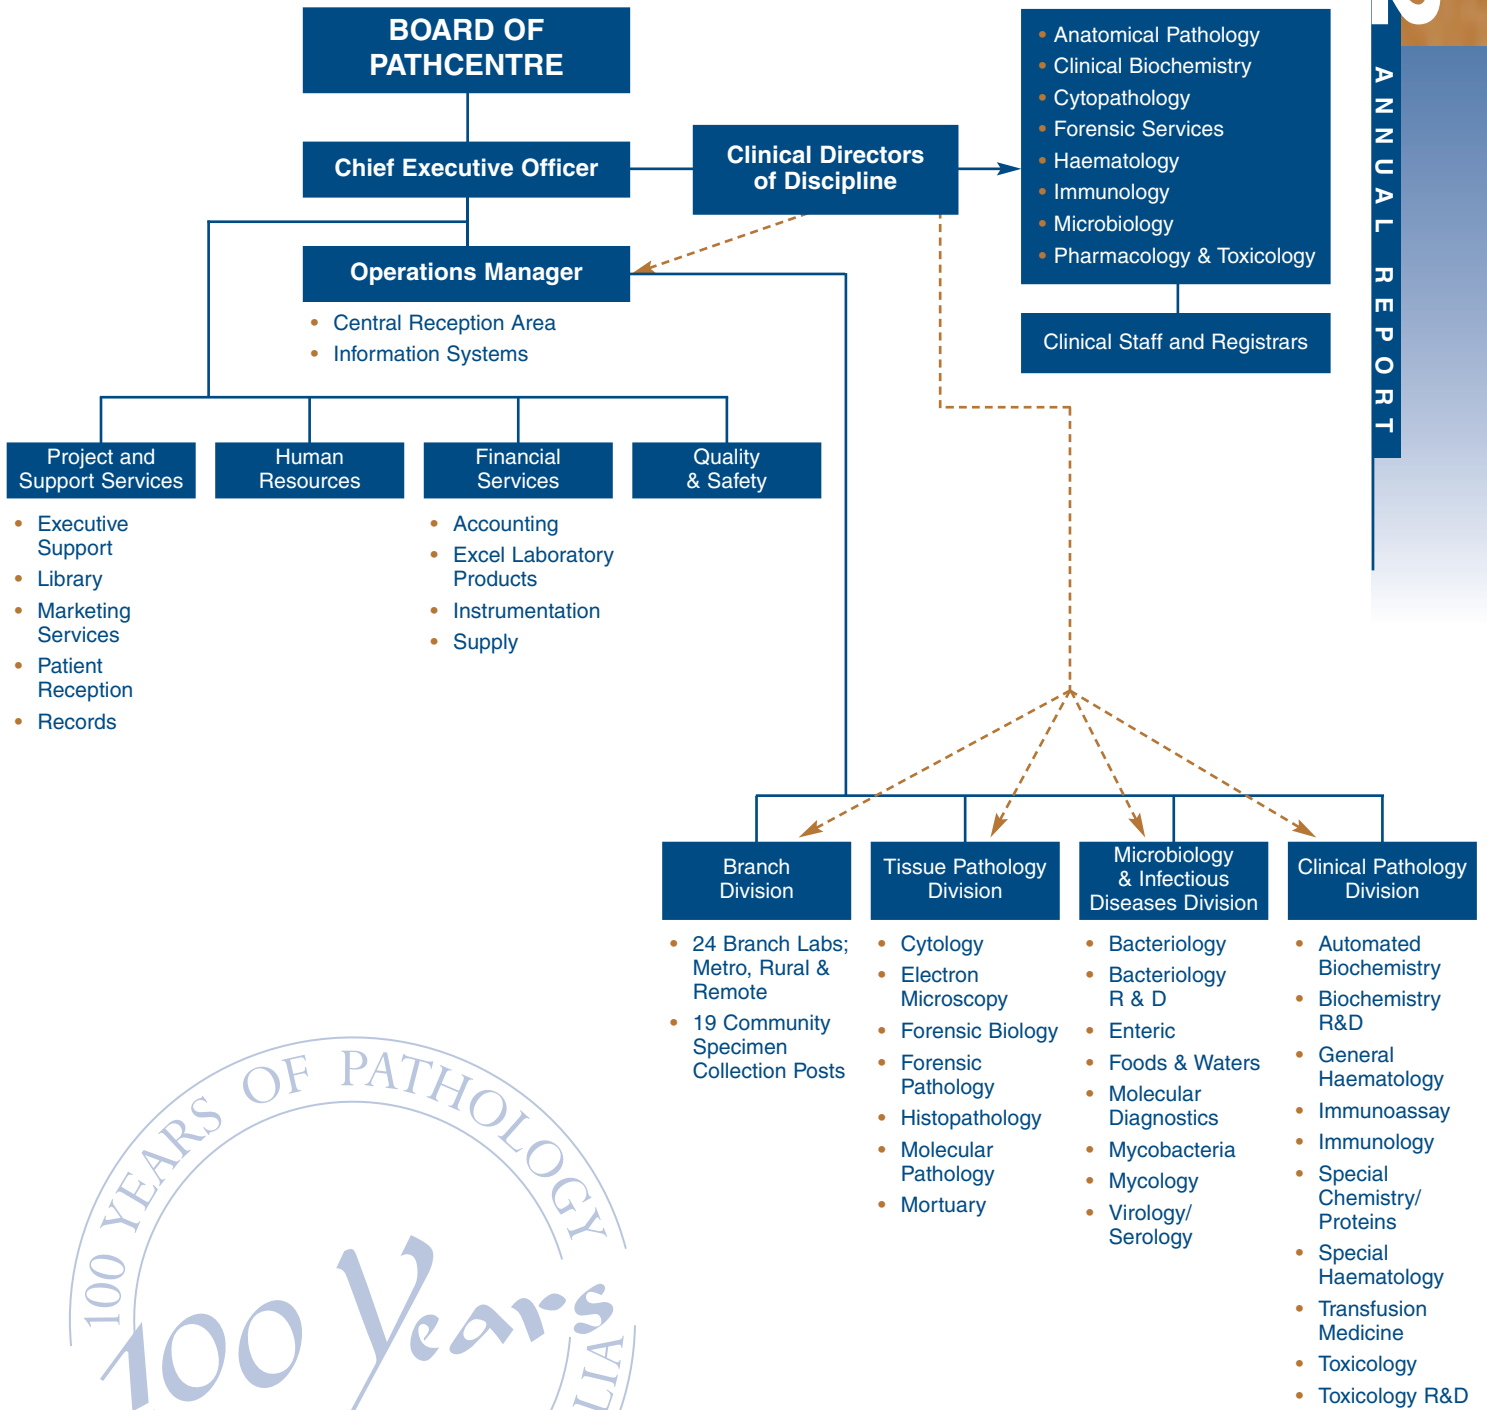 BOARD OF
PATHCENTRE
Chief Executive Officer
Clinical Directors
of Discipline
• Anatomical Pathology
• Clinical Biochemistry
• Cytopathology
• Forensic Services
• Haematology
• Immunology
• Microbiology
• Pharmacology & Toxicology
Clinical Staff and Registrars
Operations Manager
• Central Reception Area
• Information Systems
Project and
Support Services
• Executive
Support
• Library
• Marketing
Services
• Patient
Reception
• Records
Human
Resources
Financial
Services
• Accounting
• Excel Laboratory
Products
• Instrumentation
• Supply
Quality
& Safety
Branch
Division
• 24 Branch Labs;
Metro, Rural &
Remote
• 19 Community
Specimen
Collection Posts
Tissue Pathology
Division
• Cytology
• Electron
Microscopy
• Forensic Biology
• Forensic
Pathology
• Histopathology
• Molecular
Pathology
• Mortuary
Microbiology
& Infectious
Diseases Division
• Bacteriology
• Bacteriology
R & D
• Enteric
• Foods & Waters
• Molecular
Diagnostics
• Mycobacteria
• Mycology
• Virology/
Serology
Clinical Pathology
Division
• Automated
Biochemistry
• Biochemistry
R&D
• General
Haematology
• Immunoassay
• Immunology
• Special
Chemistry/
Proteins
• Special
Haematology
• Transfusion
Medicine
• Toxicology
• Toxicology R&D
ANNUAL REPORT
100 YEARS OF PATHOLOGY
100 Years